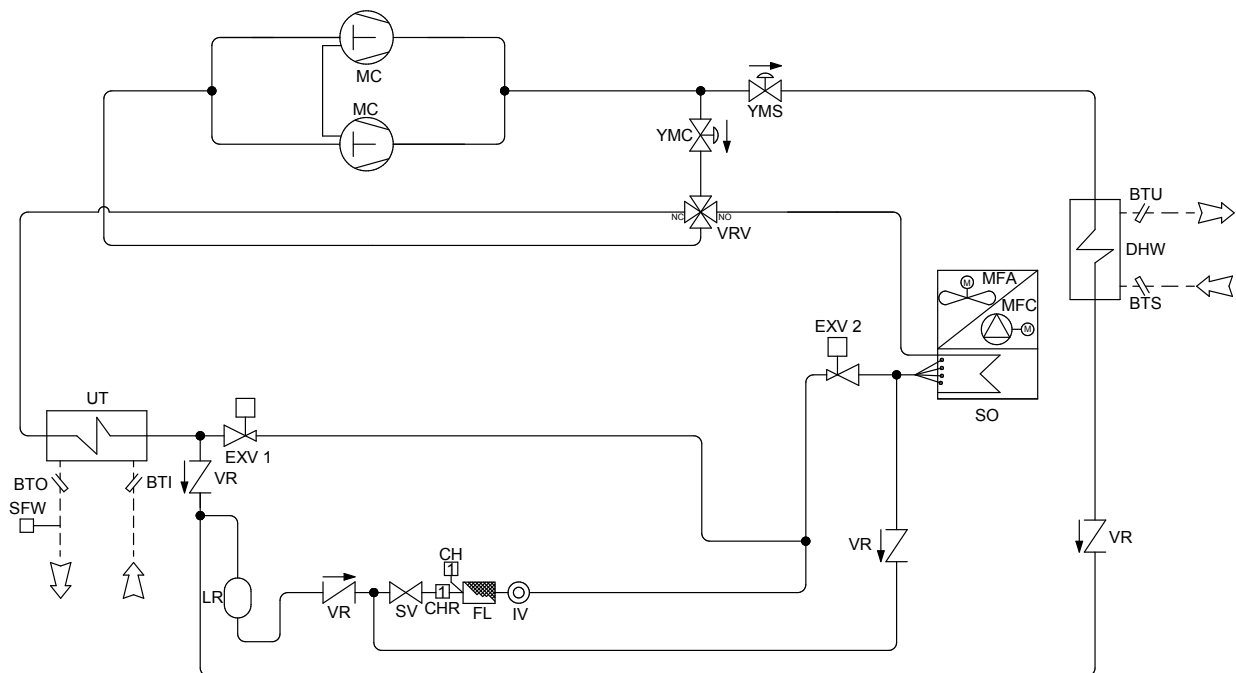 MC
MC
YMS
YMC
NC
NO
VRV
BTU
DHW
BTS
MFA
M
MFC
M
EXV 2
SO
UT
EXV 1
BTO
BTI
VR
SFW
LR
VR
SV
CH
1
1
CHR
FL
IV
VR
VR